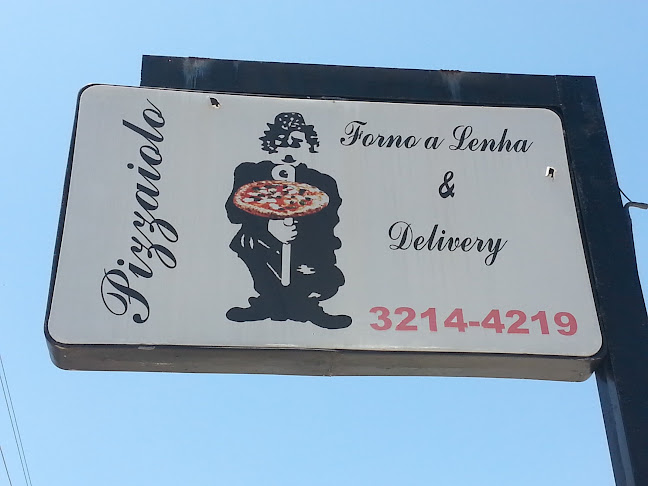 Pizzaiolo
Forno a Lenha
&
Delivery
3214-4219